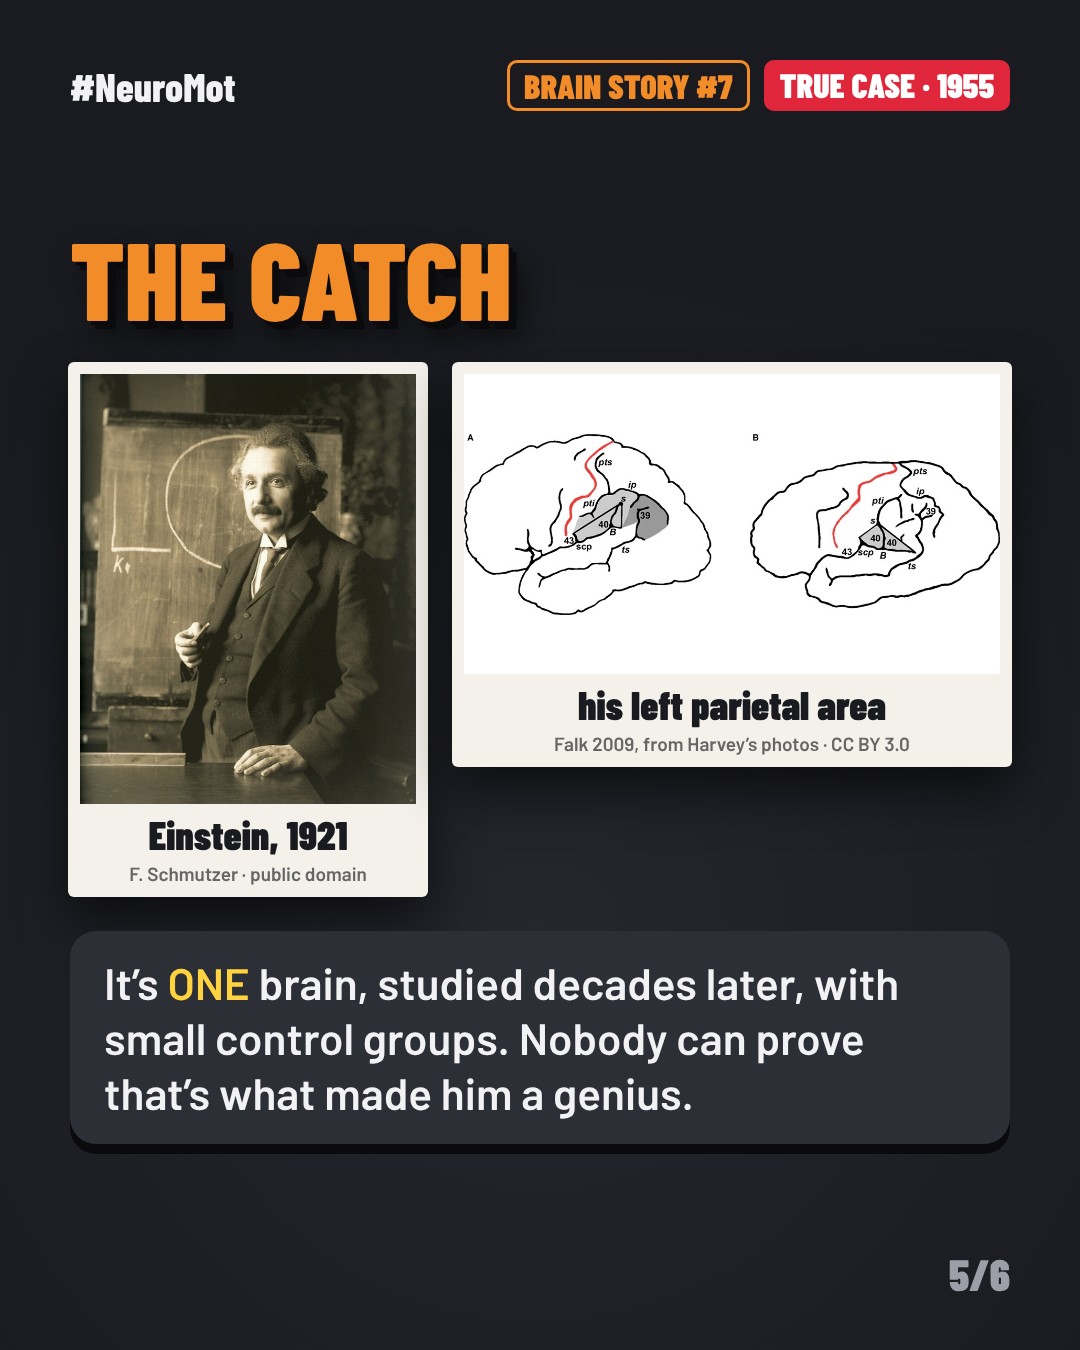 #NeuroMot
BRAIN STORY #7
TRUE CASE · 1955
THE CATCH
A
pts
ip
pti
s
39
40
B
43
scp
ts
B
pts
ip
pti
39
s
40
40
43
scp
B
ts
his left parietal area
Falk 2009, from Harvey’s photos · CC BY 3.0
Einstein, 1921
F. Schmutzer · public domain
It’s ONE brain, studied decades later, with
small control groups. Nobody can prove
that’s what made him a genius.
5/6